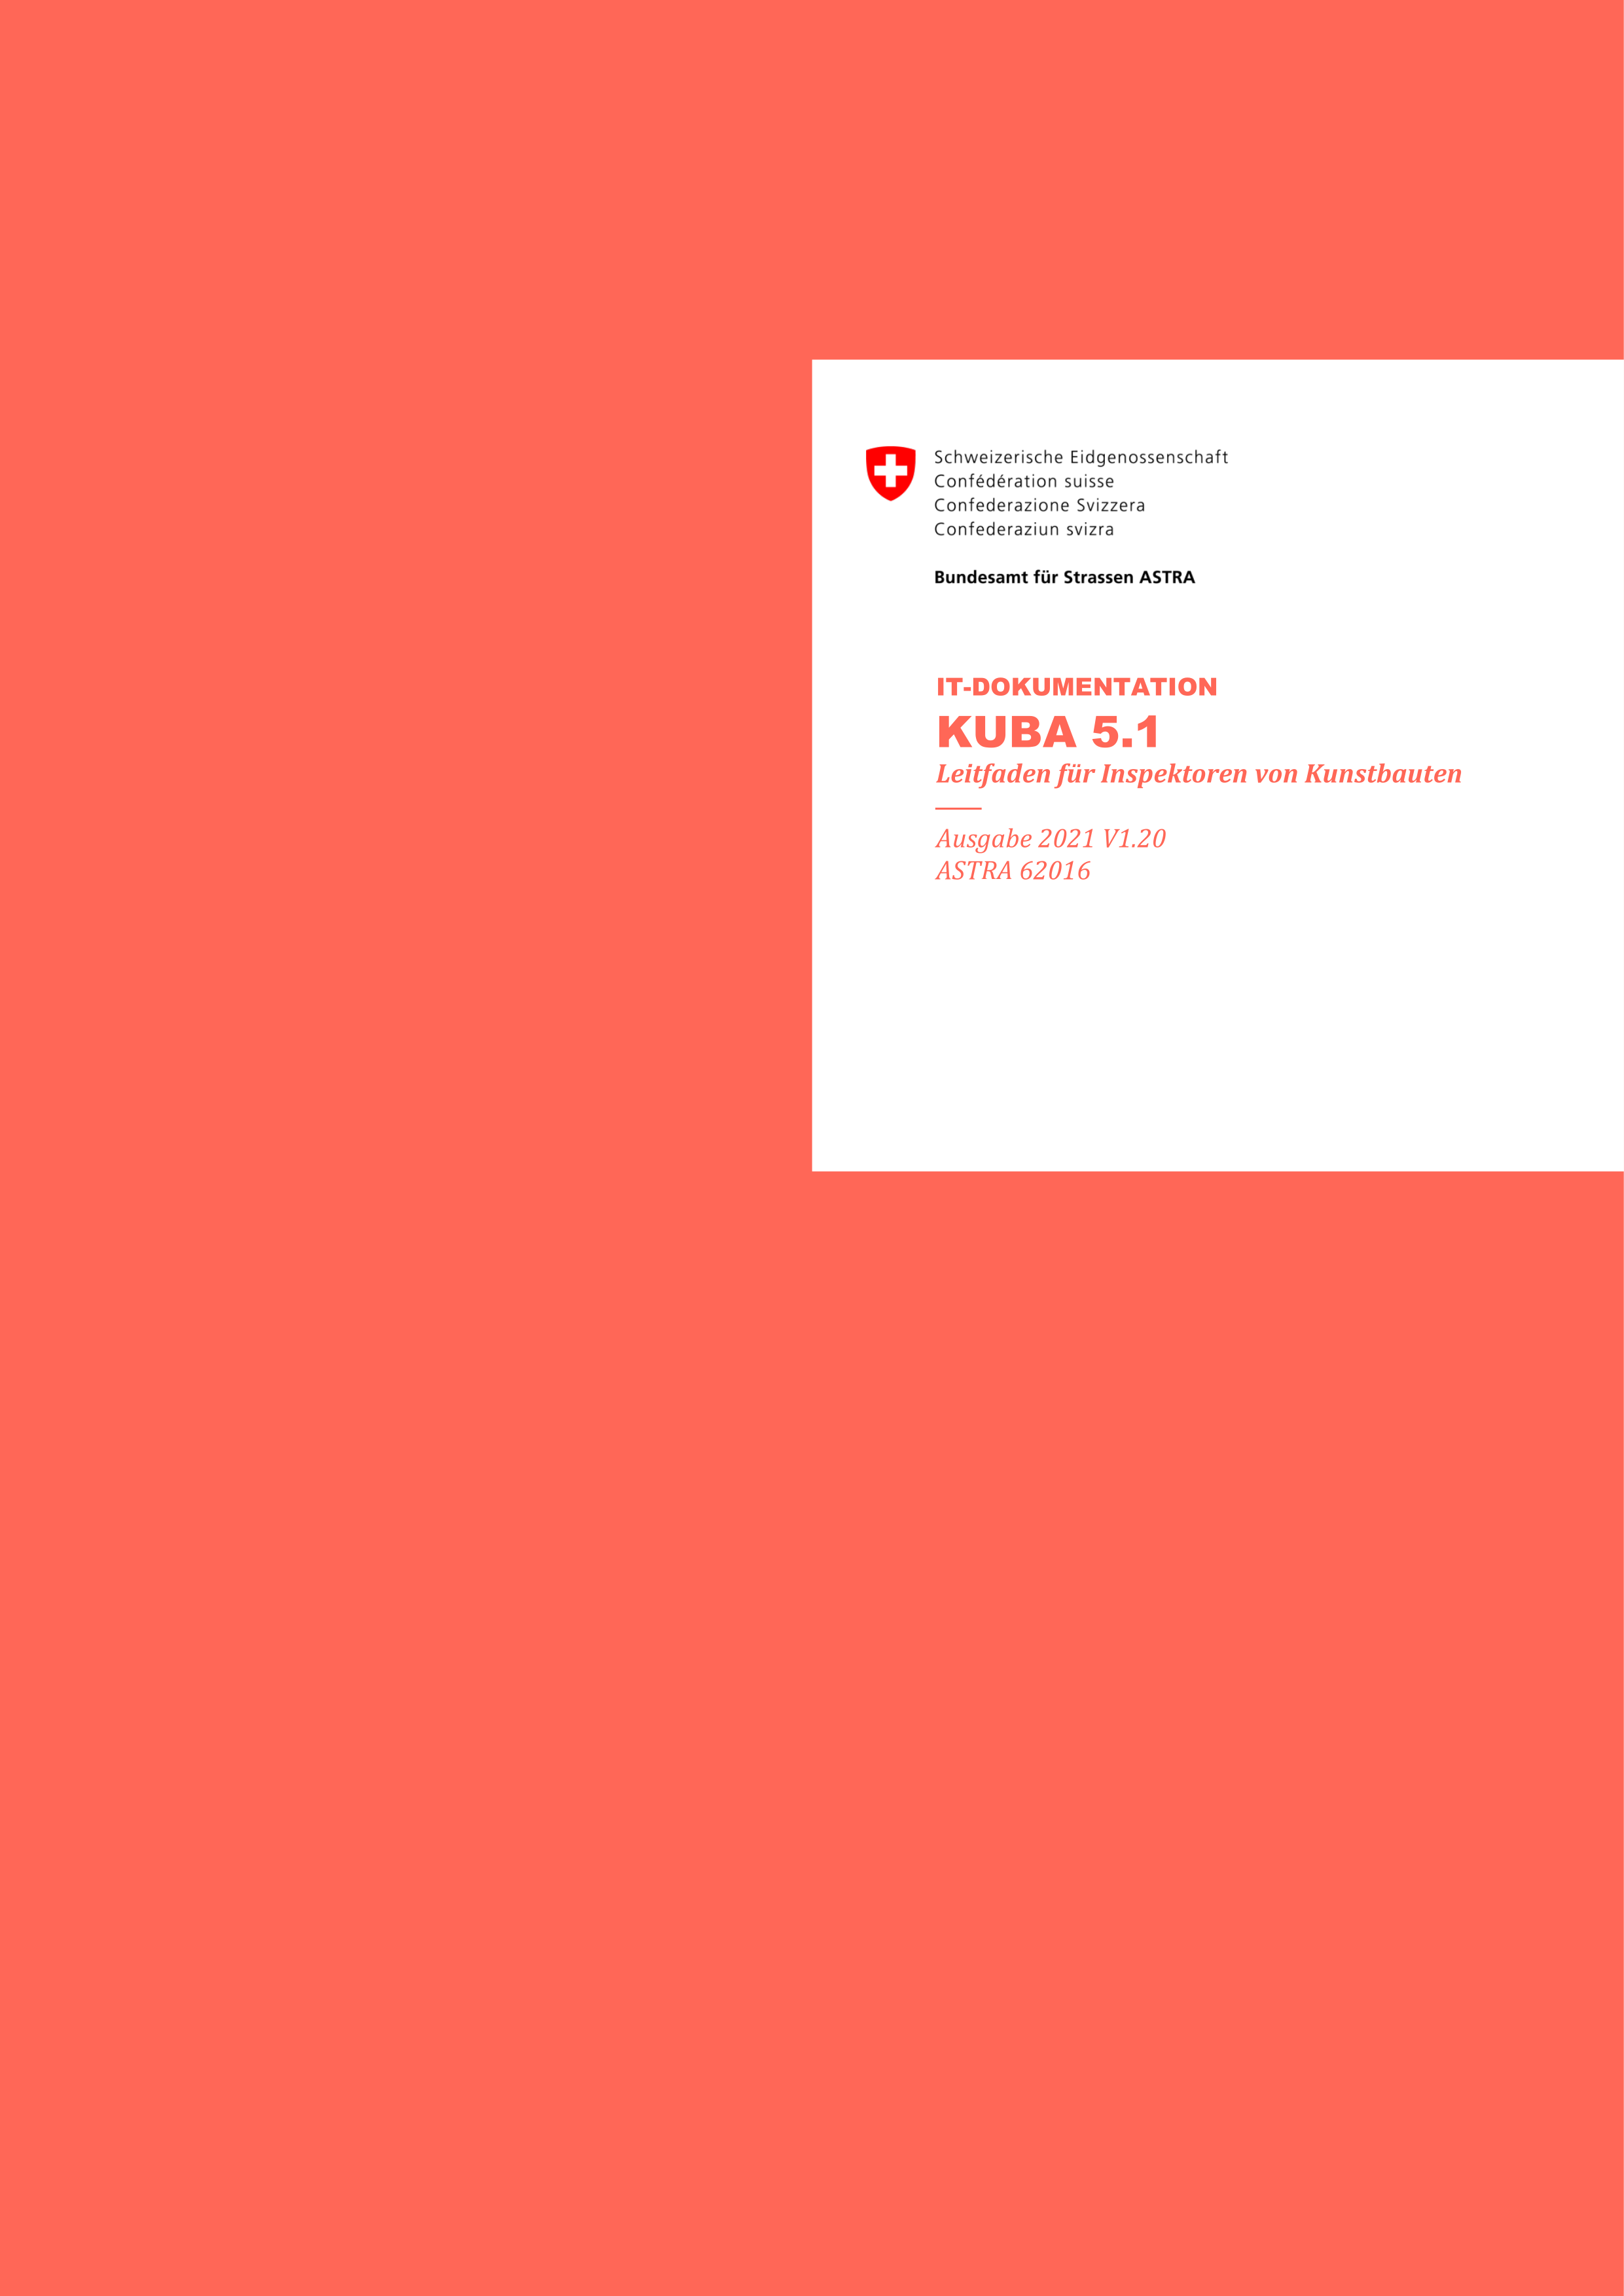 Schweizerische Eidgenossenschaft
Confédération suisse
Confederazione Svizzera
Confederaziun svizra
Bundesamt für Strassen ASTRA
IT-DOKUMENTATION
KUBA 5.1
Leitfaden für Inspektoren von Kunstbauten
Ausgabe 2021 V1.20
ASTRA 62016